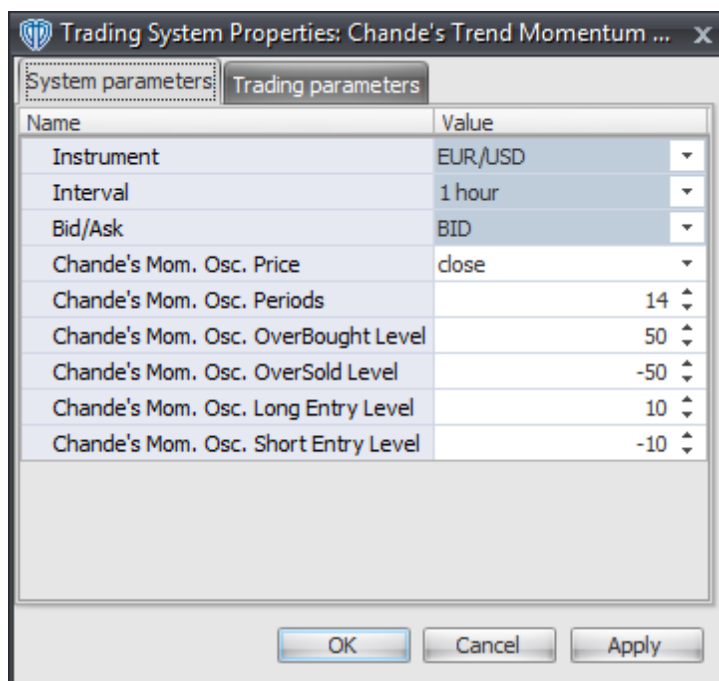 Trading System Properties: Chande's Trend Momentum ...
System parameters Trading parameters
Name Value
Instrument EUR/USD
Interval 1 hour
Bid/Ask BID
Chande's Mom. Osc. Price close
Chande's Mom. Osc. Periods 14
Chande's Mom. Osc. OverBought Level 50
Chande's Mom. Osc. OverSold Level -50
Chande's Mom. Osc. Long Entry Level 10
Chande's Mom. Osc. Short Entry Level -10
OK Cancel Apply